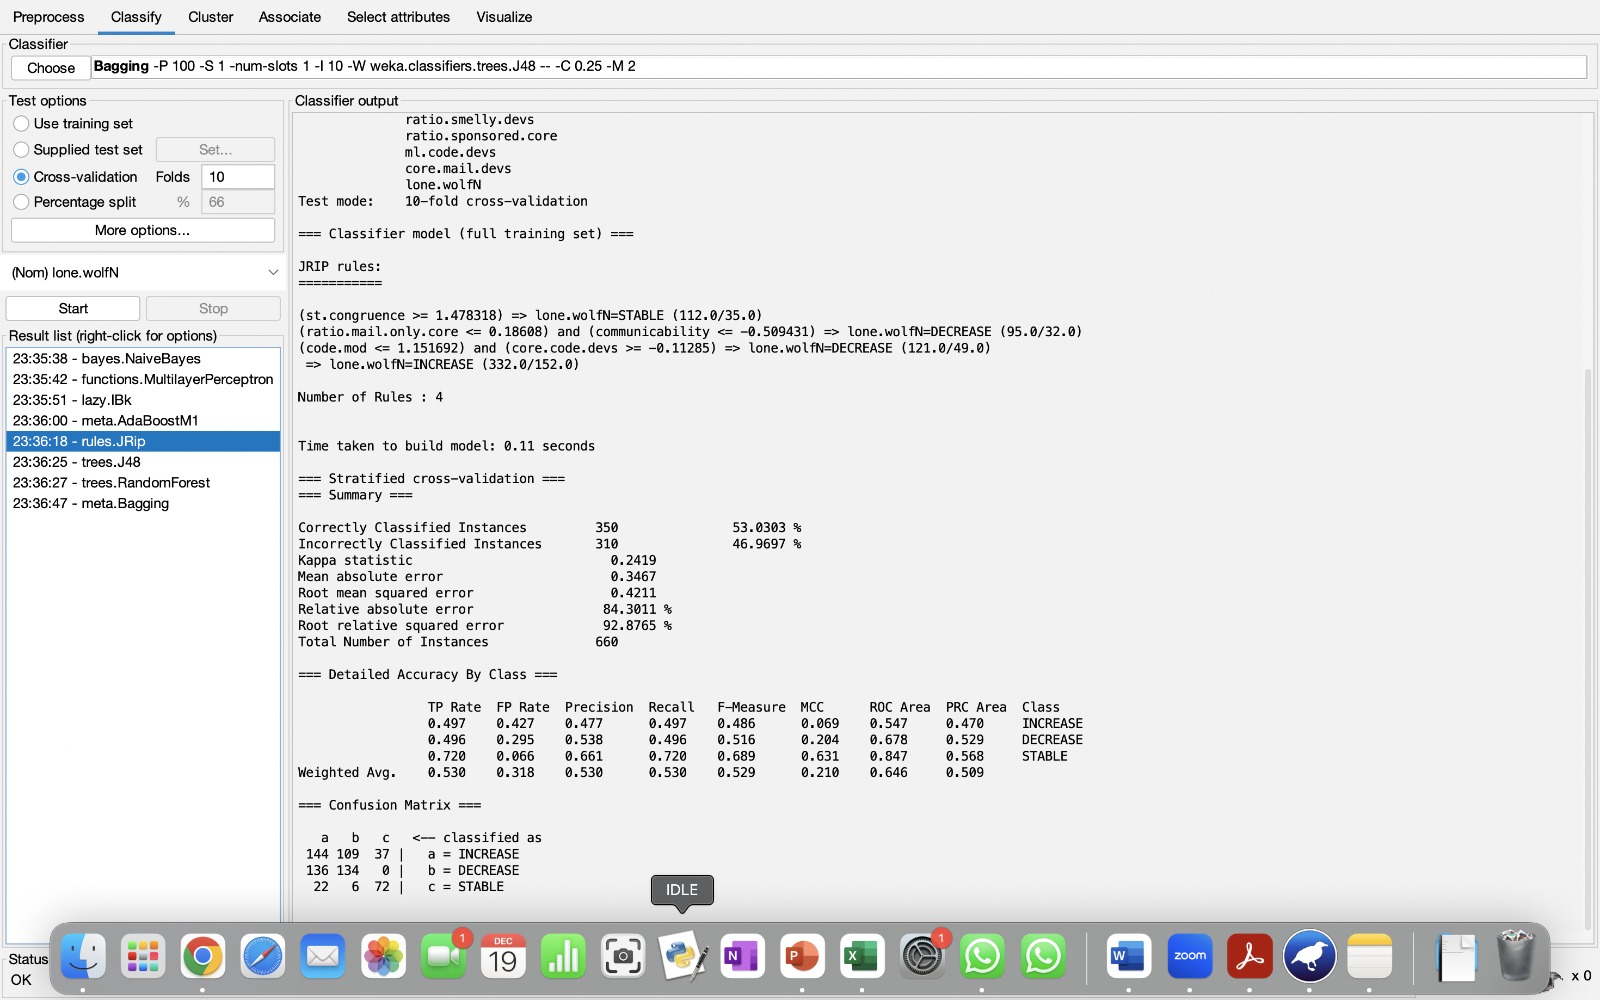 Preprocess Classify Cluster Associate Select attributes Visualize
Classifier
Choose Bagging -P 100 -S 1 -num-slots 1 -I 10 -W weka.classifiers.trees.J48 -- -C 0.25 -M 2
Test options
Use training set
Supplied test set Set...
Cross-validation Folds 10
Percentage split % 66
More options...
(Nom) lone.wolfN
Start Stop
Result list (right-click for options)
23:35:38 - bayes.NaiveBayes
23:35:42 - functions.MultilayerPerceptron
23:35:51 - lazy.IBk
23:36:00 - meta.AdaBoostM1
23:36:18 - rules.JRip
23:36:25 - trees.J48
23:36:27 - trees.RandomForest
23:36:47 - meta.Bagging
Classifier output
ratio.smelly.devs
ratio.sponsored.core
ml.code.devs
core.mail.devs
lone.wolfN
Test mode: 10-fold cross-validation
=== Classifier model (full training set) ===
JRIP rules:
===========
(st.congruence >= 1.478318) => lone.wolfN=STABLE (112.0/35.0)
(ratio.mail.only.core <= 0.18608) and (communicability <= -0.509431) => lone.wolfN=DECREASE (95.0/32.0)
(code.mod <= 1.151692) and (core.code.devs >= -0.11285) => lone.wolfN=DECREASE (121.0/49.0)
=> lone.wolfN=INCREASE (332.0/152.0)
Number of Rules : 4
Time taken to build model: 0.11 seconds
=== Stratified cross-validation ===
=== Summary ===
Correctly Classified Instances 350 53.0303 %
Incorrectly Classified Instances 310 46.9697 %
Kappa statistic 0.2419
Mean absolute error 0.3467
Root mean squared error 0.4211
Relative absolute error 84.3011 %
Root relative squared error 92.8765 %
Total Number of Instances 660
=== Detailed Accuracy By Class ===
TP Rate FP Rate Precision Recall F-Measure MCC ROC Area PRC Area Class
0.497 0.427 0.477 0.497 0.486 0.069 0.547 0.470 INCREASE
0.496 0.295 0.538 0.496 0.516 0.204 0.678 0.529 DECREASE
0.720 0.066 0.661 0.720 0.689 0.631 0.847 0.568 STABLE
Weighted Avg. 0.530 0.318 0.530 0.530 0.529 0.210 0.646 0.509
=== Confusion Matrix ===
a b c <-- classified as
144 109 37 | a = INCREASE
136 134 0 | b = DECREASE
22 6 72 | c = STABLE
IDLE
1 DEC 19 N P X 1 W zoom
Status
OK
x 0